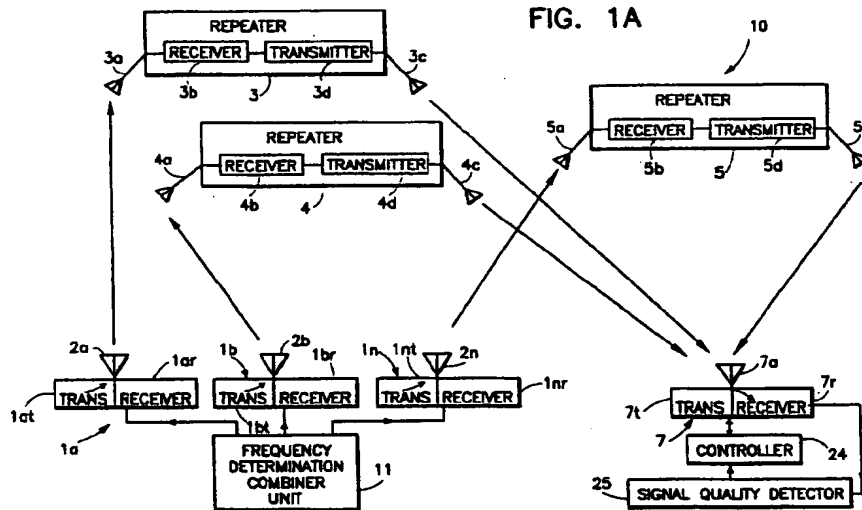 FIG. 1A
10
REPEATER
3a
RECEIVER
TRANSMITTER
3c
3b
3
3d
REPEATER
4a
RECEIVER
TRANSMITTER
4c
4b
4
4d
REPEATER
5a
RECEIVER
TRANSMITTER
5b
5
5d
2a
1ar
1at
TRANS
RECEIVER
1a
1b
2b
1br
TRANS
RECEIVER
1bt
1n
1nt
2n
TRANS
RECEIVER
1nr
FREQUENCY
DETERMINATION
COMBINER
UNIT
11
7a
7r
7t
TRANS
RECEIVER
7
CONTROLLER
24
25
SIGNAL QUALITY DETECTOR